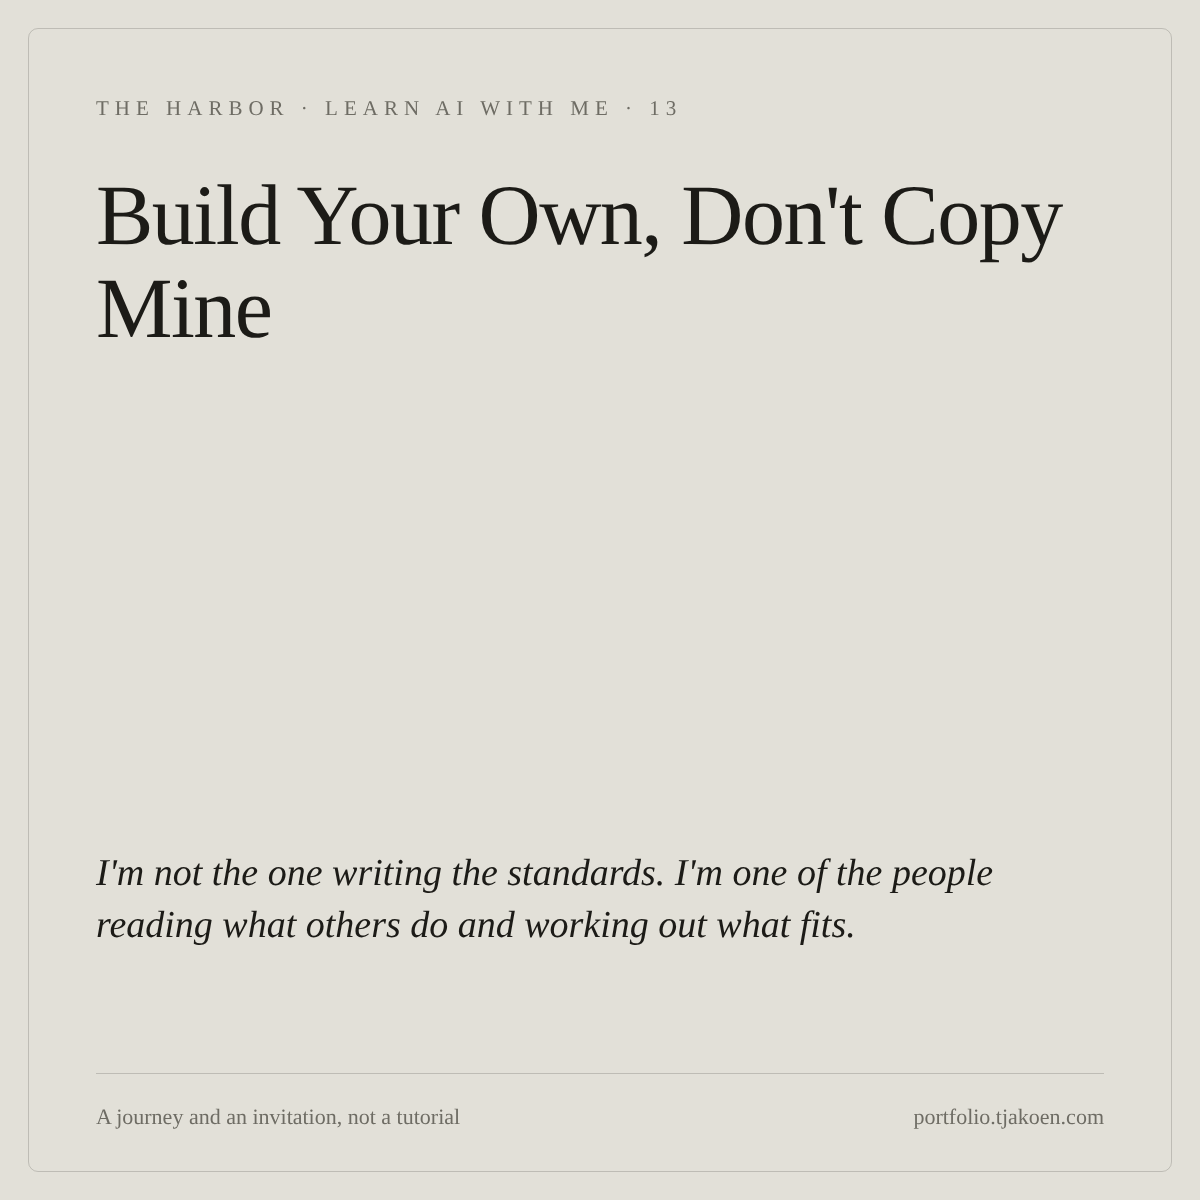 THE HARBOR · LEARN AI WITH ME · 13
Build Your Own, Don't Copy
Mine
I'm not the one writing the standards. I'm one of the people
reading what others do and working out what fits.
A journey and an invitation, not a tutorial
portfolio.tjakoen.com